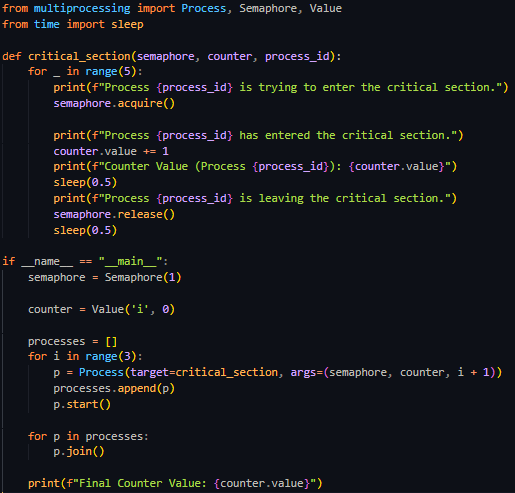 from multiprocessing import Process, Semaphore, Value
from time import sleep

def critical_section(semaphore, counter, process_id):
    for _ in range(5):
        print(f"Process {process_id} is trying to enter the critical section.")
        semaphore.acquire()

        print(f"Process {process_id} has entered the critical section.")
        counter.value += 1
        print(f"Counter Value (Process {process_id}): {counter.value}")
        sleep(0.5)
        print(f"Process {process_id} is leaving the critical section.")
        semaphore.release()
        sleep(0.5)

if __name__ == "__main__":
    semaphore = Semaphore(1)

    counter = Value('i', 0)

    processes = []
    for i in range(3):
        p = Process(target=critical_section, args=(semaphore, counter, i + 1))
        processes.append(p)
        p.start()

    for p in processes:
        p.join()

    print(f"Final Counter Value: {counter.value}")